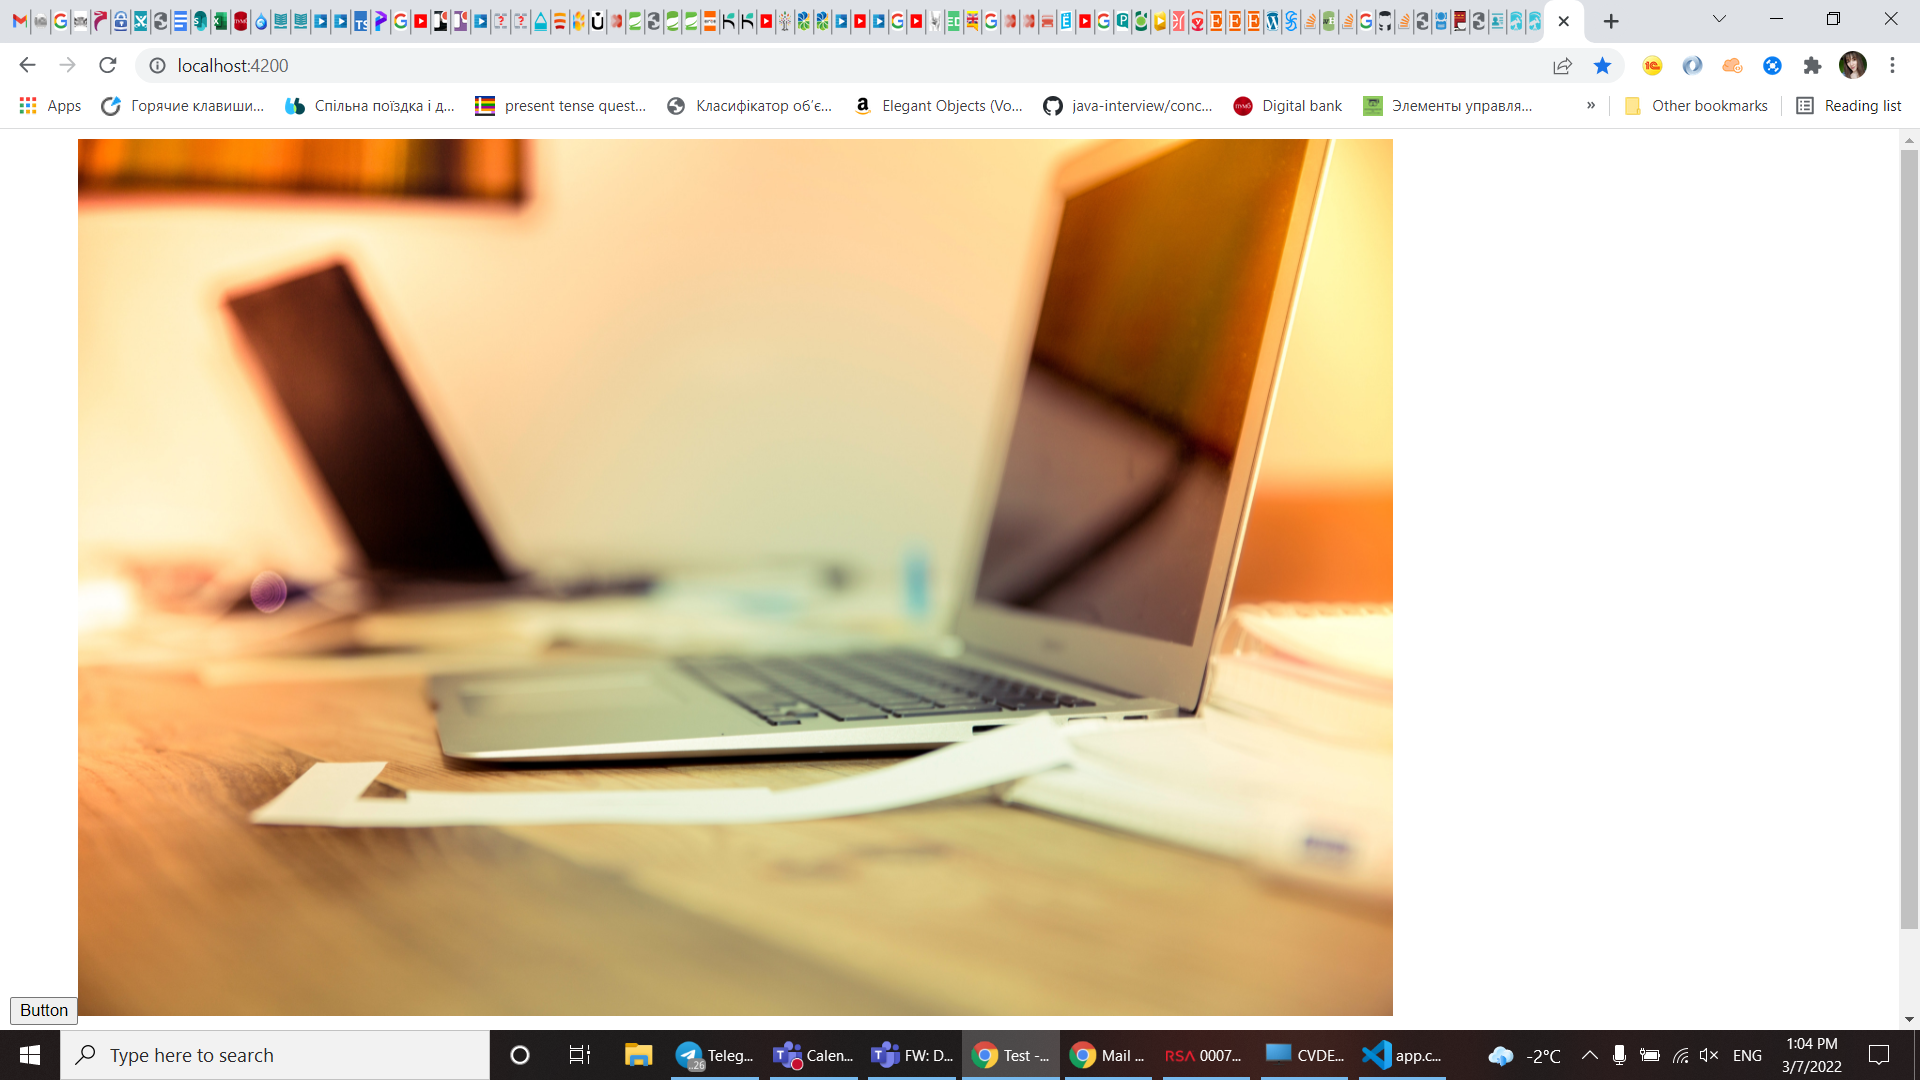 localhost:4200
Apps
Горячие клавиши...
Спільна поїздка і д...
present tense quest...
Класифікатор об'є...
Elegant Objects (Vo...
java-interview/conc...
Digital bank
Элементы управля...
»
Other bookmarks
Reading list
Button
Type here to search
Teleg...
26
Calen...
FW: D...
Test -...
Mail ...
RSA 0007...
CVDE...
app.c...
-2°C
ENG
1:04 PM
3/7/2022